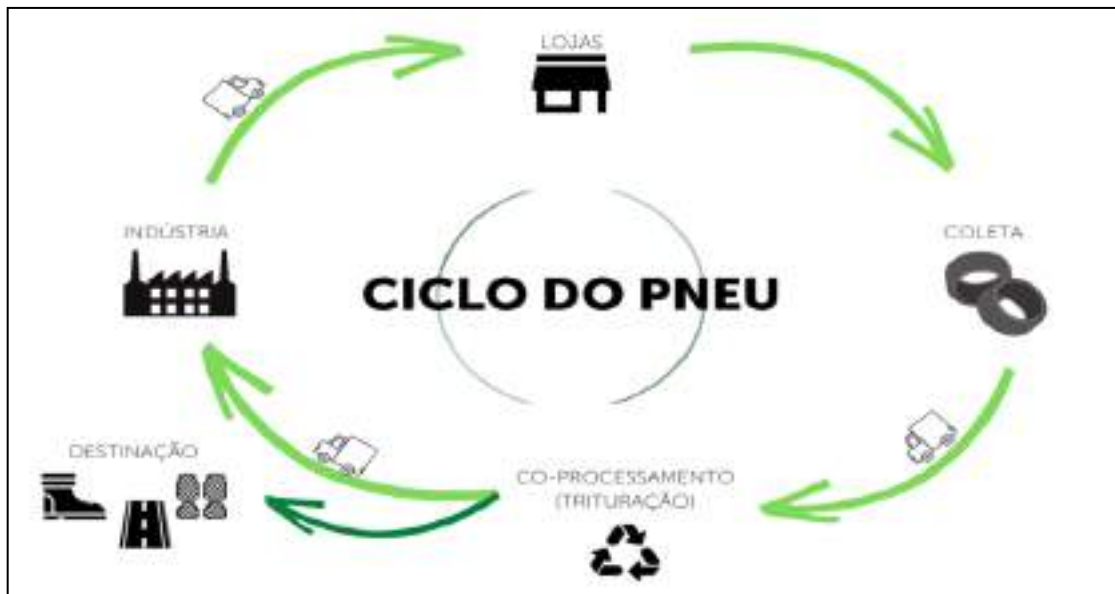 LOJAS
INDÚSTRIA
COLETA
CICLO DO PNEU
DESTINAÇÃO
CO-PROCESSAMENTO
(TRITURAÇÃO)